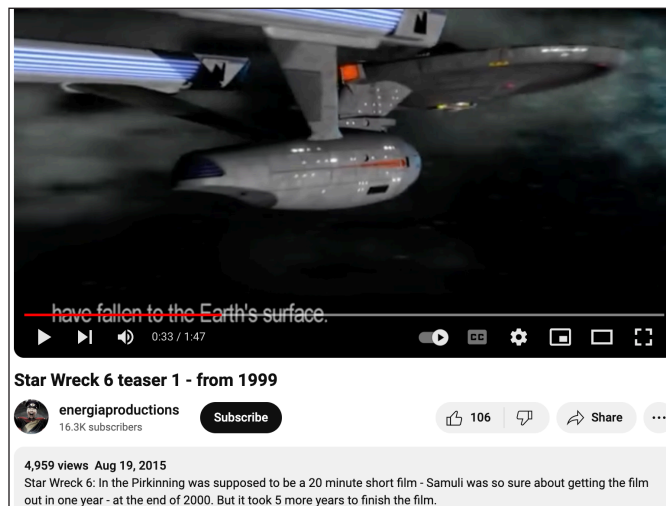 have fallen to the Earth's surface.
0:33 / 1:47
CC
Star Wreck 6 teaser 1 - from 1999
energiaproductions
16.3K subscribers
Subscribe
106
Share
4,959 views Aug 19, 2015
Star Wreck 6: In the Pirkinning was supposed to be a 20 minute short film - Samuli was so sure about getting the film
out in one year - at the end of 2000. But it took 5 more years to finish the film.